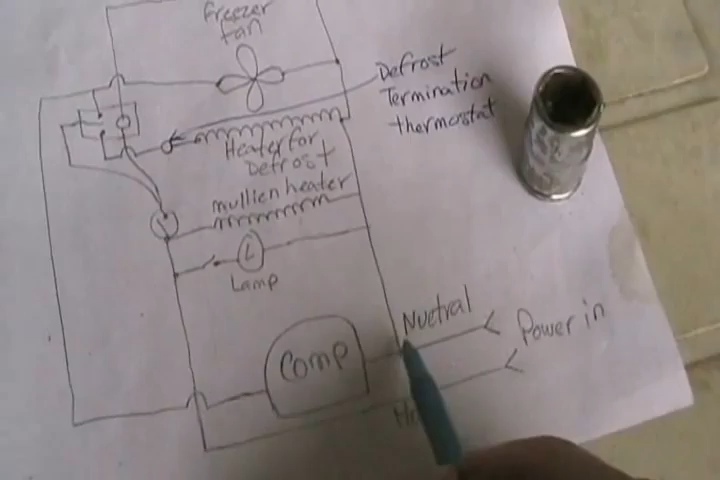 freezer
fan
Defrost
Termination
thermostat
Heater for
Defrost
mullien heater
L
Lamp
Nuetral
Power in
Comp